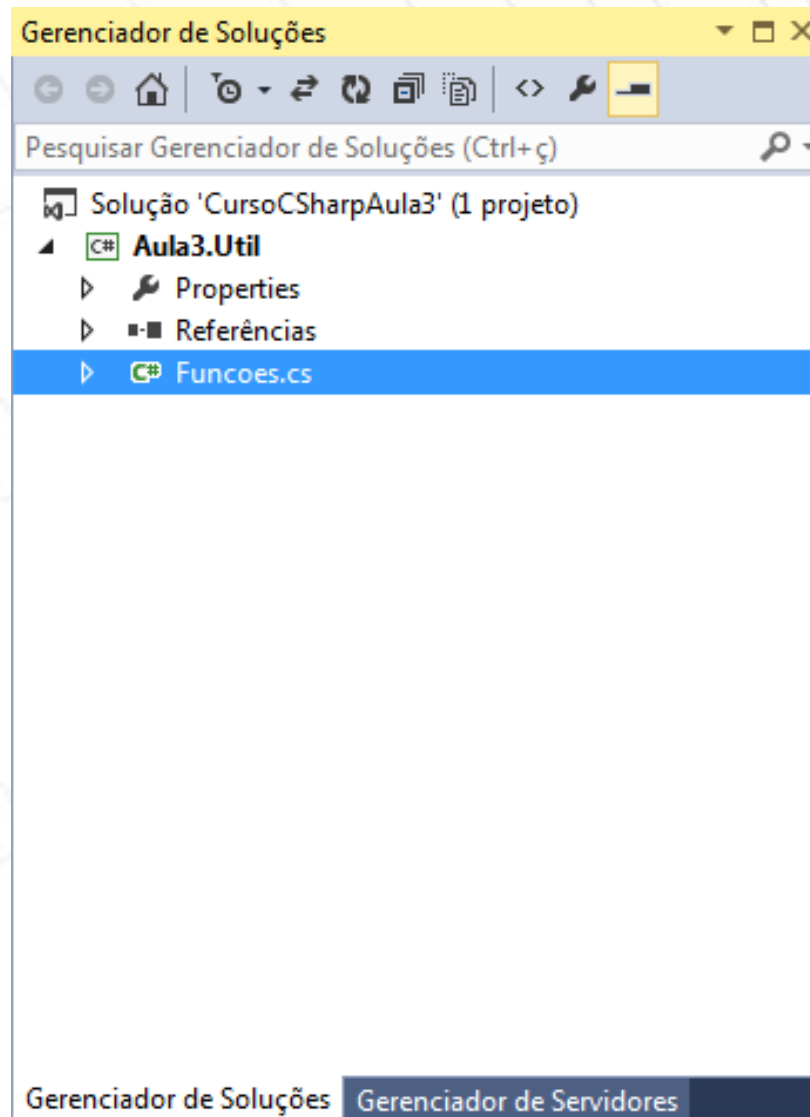 Gerenciador de Soluções
Pesquisar Gerenciador de Soluções (Ctrl+ç)
Solução 'CursoCSharpAula3' (1 projeto)
C# Aula3.Util
Properties
Referências
C# Funcoes.cs
Gerenciador de Soluções Gerenciador de Servidores